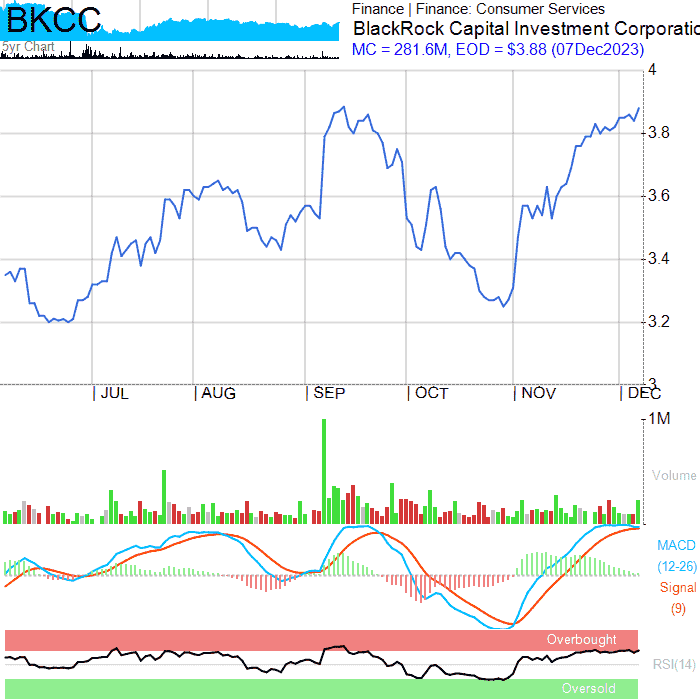 BKCC
5yr Chart
Finance | Finance: Consumer Services
BlackRock Capital Investment Corporatio
MC = 281.6M, EOD = $3.88 (07Dec2023)
4
3.8
3.6
3.4
3.2
3
JUL AUG SEP OCT NOV DEC
1M
Volume
MACD
(12-26)
Signal
(9)
Overbought
RSI(14)
Oversold